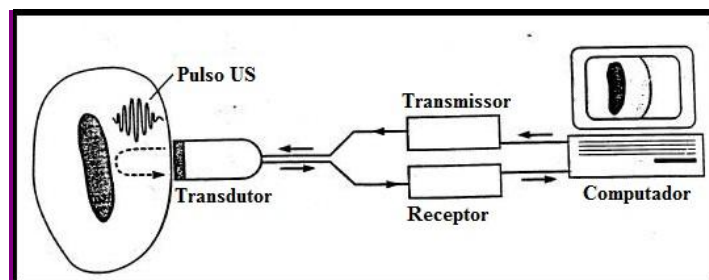 Pulso US
Transmissor
Transdutor
Receptor
Computador